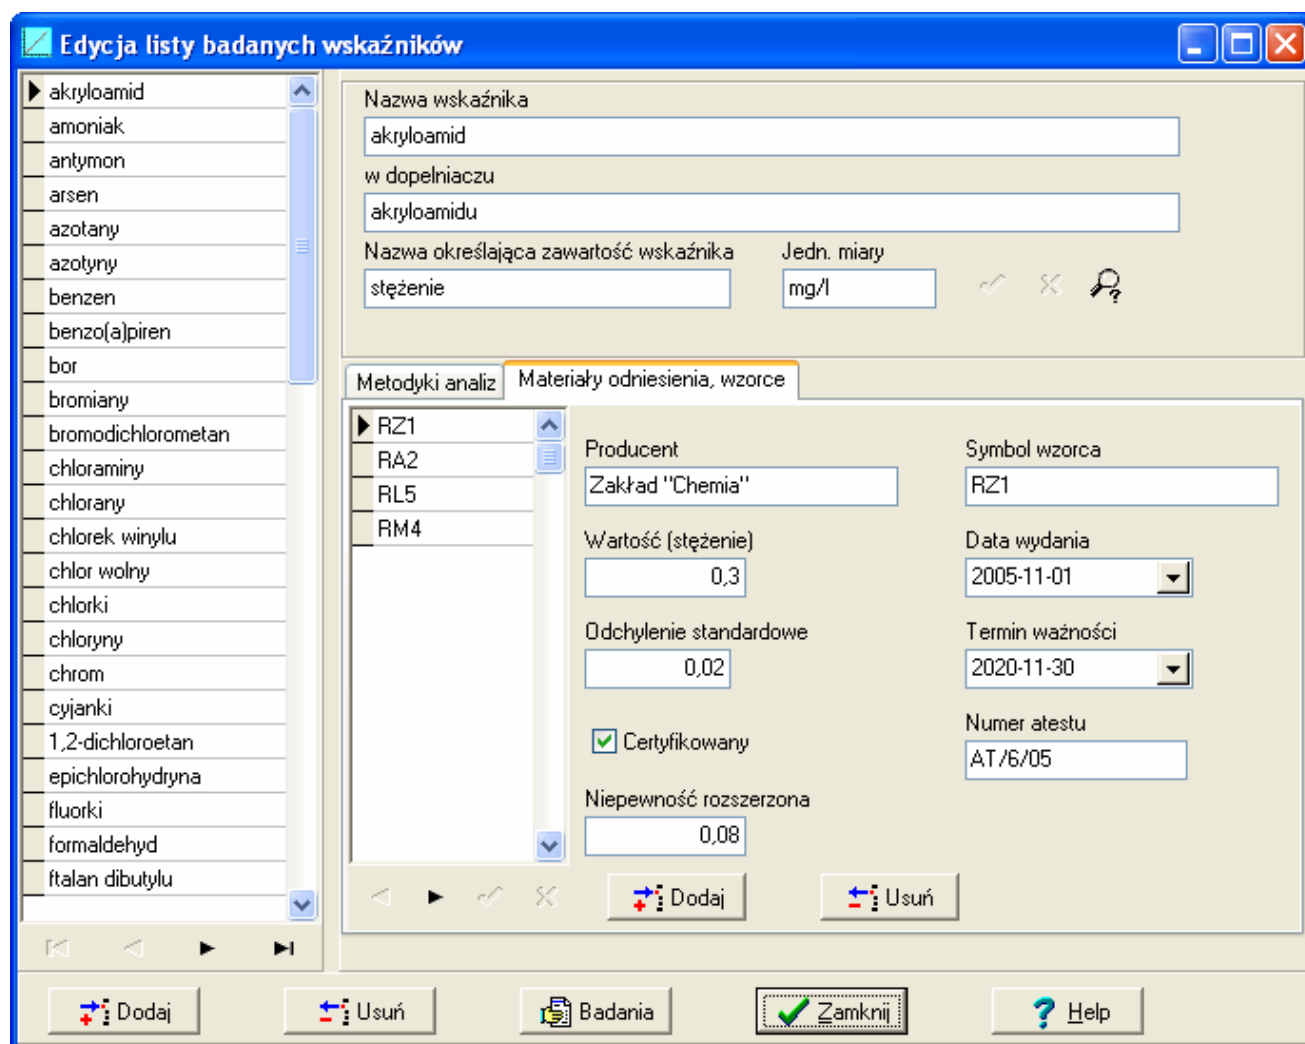 Edycja listy badanych wskaźników
akryloamid
amoniak
antymon
arsen
azotany
azotyny
benzen
benzo(a)piren
bor
bromiany
bromodichlorometan
chloraminy
chlorany
chlorek winylu
chlor wolny
chlorki
chloryny
chrom
cyjanki
1,2-dichloroetan
epichlorohydryna
fluorki
formaldehyd
ftalan dibutylu
Nazwa wskaźnika
akryloamid
w dopelniaczu
akryloamidu
Nazwa określająca zawartość wskaźnika Jedn. miary
stężenie mg/l
Metodyki analiz Materiały odniesienia, wzorce
RZ1
RA2
RL5
RM4
Producent Symbol wzorca
Zakład "Chemia" RZ1
Wartość (stężenie) Data wydania
0,3 2005-11-01
Odchylenie standardowe Termin ważności
0,02 2020-11-30
Certyfikowany Numer atestu
AT/6/05
Niepewność rozszerzona
0,08
Dodaj Usuń
Dodaj Usuń Badania Zamknij Help